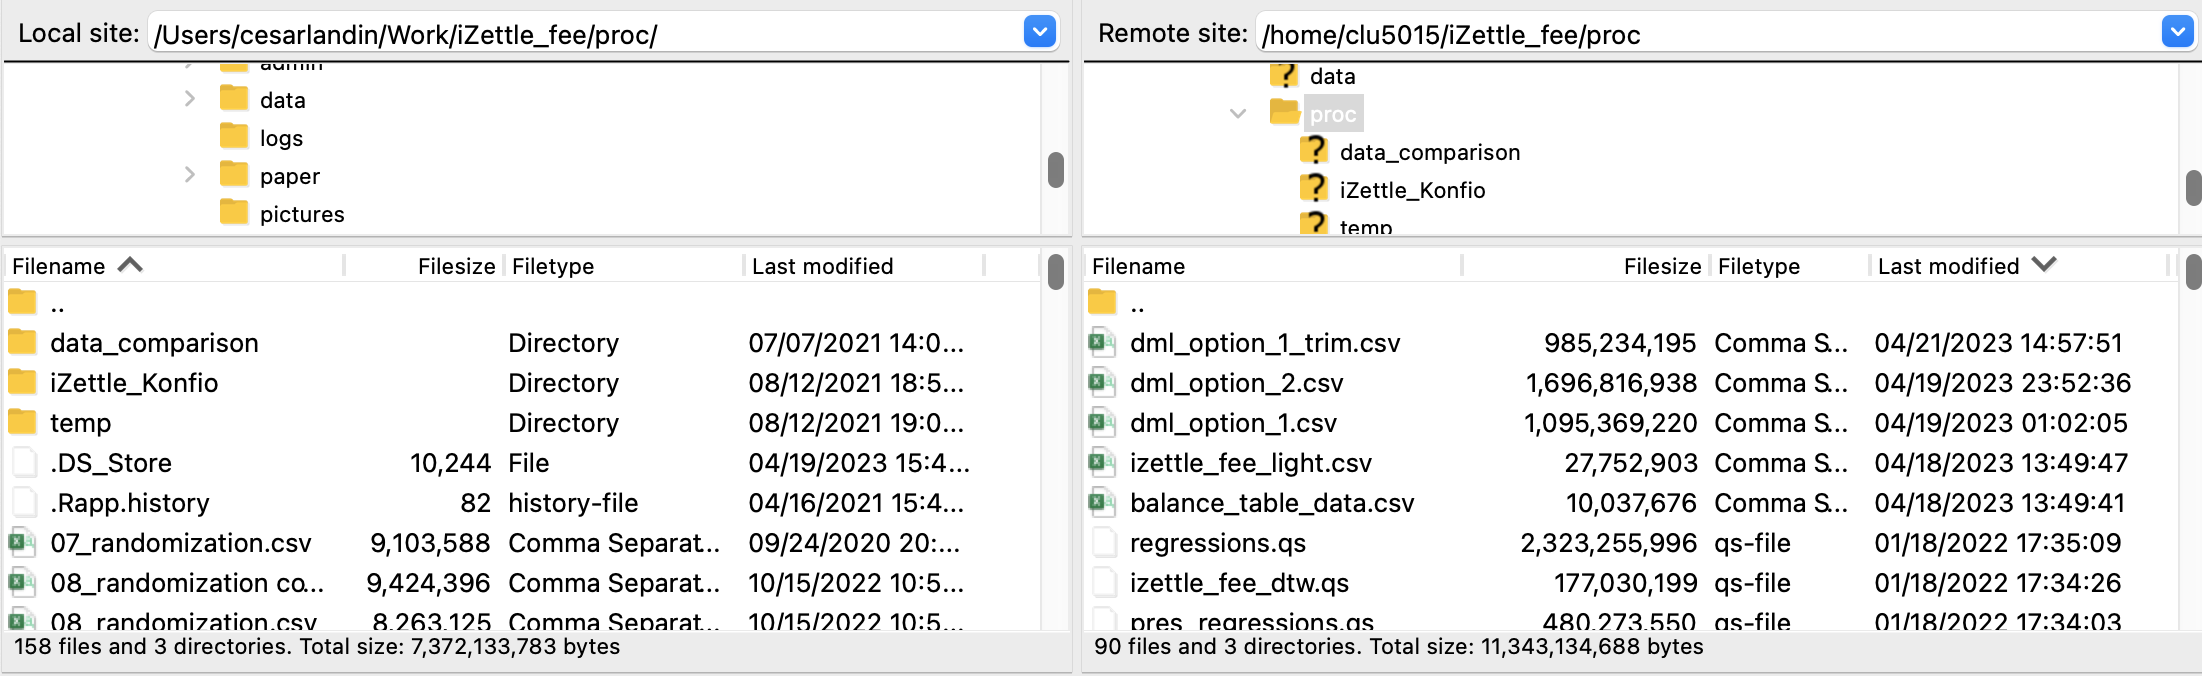 Local site: /Users/cesarlandin/Work/iZettle_fee/proc/
admin
data
logs
paper
pictures
Filename Filesize Filetype Last modified
..
data_comparison Directory 07/07/2021 14:0...
iZettle_Konfio Directory 08/12/2021 18:5...
temp Directory 08/12/2021 19:0...
.DS_Store 10,244 File 04/19/2023 15:4...
.Rapp.history 82 history-file 04/16/2021 15:4...
07_randomization.csv 9,103,588 Comma Separat... 09/24/2020 20:...
08_randomization co... 9,424,396 Comma Separat... 10/15/2022 10:5...
08_randomization.csv 8,263,125 Comma Separat... 10/15/2022 10:5...
158 files and 3 directories. Total size: 7,372,133,783 bytes
Remote site: /home/clu5015/iZettle_fee/proc
data
proc
data_comparison
iZettle_Konfio
temp
Filename Filesize Filetype Last modified
..
dml_option_1_trim.csv 985,234,195 Comma S... 04/21/2023 14:57:51
dml_option_2.csv 1,696,816,938 Comma S... 04/19/2023 23:52:36
dml_option_1.csv 1,095,369,220 Comma S... 04/19/2023 01:02:05
izettle_fee_light.csv 27,752,903 Comma S... 04/18/2023 13:49:47
balance_table_data.csv 10,037,676 Comma S... 04/18/2023 13:49:41
regressions.qs 2,323,255,996 qs-file 01/18/2022 17:35:09
izettle_fee_dtw.qs 177,030,199 qs-file 01/18/2022 17:34:26
pres_regressions.qs 480,273,550 qs-file 01/18/2022 17:34:03
90 files and 3 directories. Total size: 11,343,134,688 bytes